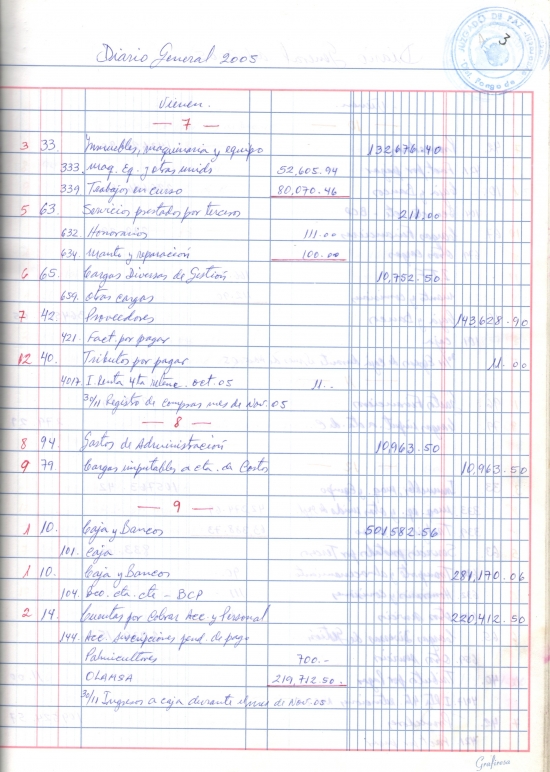 JUZGADO DE PAZ
3
Diario General 2005
Vienen.
— 7 —
3 33. Inmuebles, maquinaria y equipo 132,676.40
333 maq. Eq. y otras unids 52,605.94
339 Trabajos en curso 80,070.46
5 63. Servicios prestados por terceros 211.00
632 Honorarios 111.00
634 mante y reparación 100.00
6 65. Cargas Diversas de Gestión 10,752.50
659 otras cargas
7 42. Proveedores 143,628.90
421. Fact. por pagar
12 40. Tributos por pagar 11.00
4017 I. Renta 4ta retenc. oct. 05 11..
30/11 Registro de compras mes de Nov. 05
— 8 —
8 94 Gastos de Administración 10,963.50
9 79 Cargas imputables a cta. de Costos 10,963.50
— 9 —
1 10. Caja y Bancos 501,582.56
101. Caja
1 10. Caja y Bancos 281,170.06
104. Bco. cta. cte - BCP
2 14. Cuentas por Cobrar Acc. y Personal 220,412.50
144. Acc. Suscripciones pend. de pago
Palmicultores 700.-
OLAMSA 219,712.50.
30/11 Ingresos a caja durante el mes de Nov. 05
Grafinesa